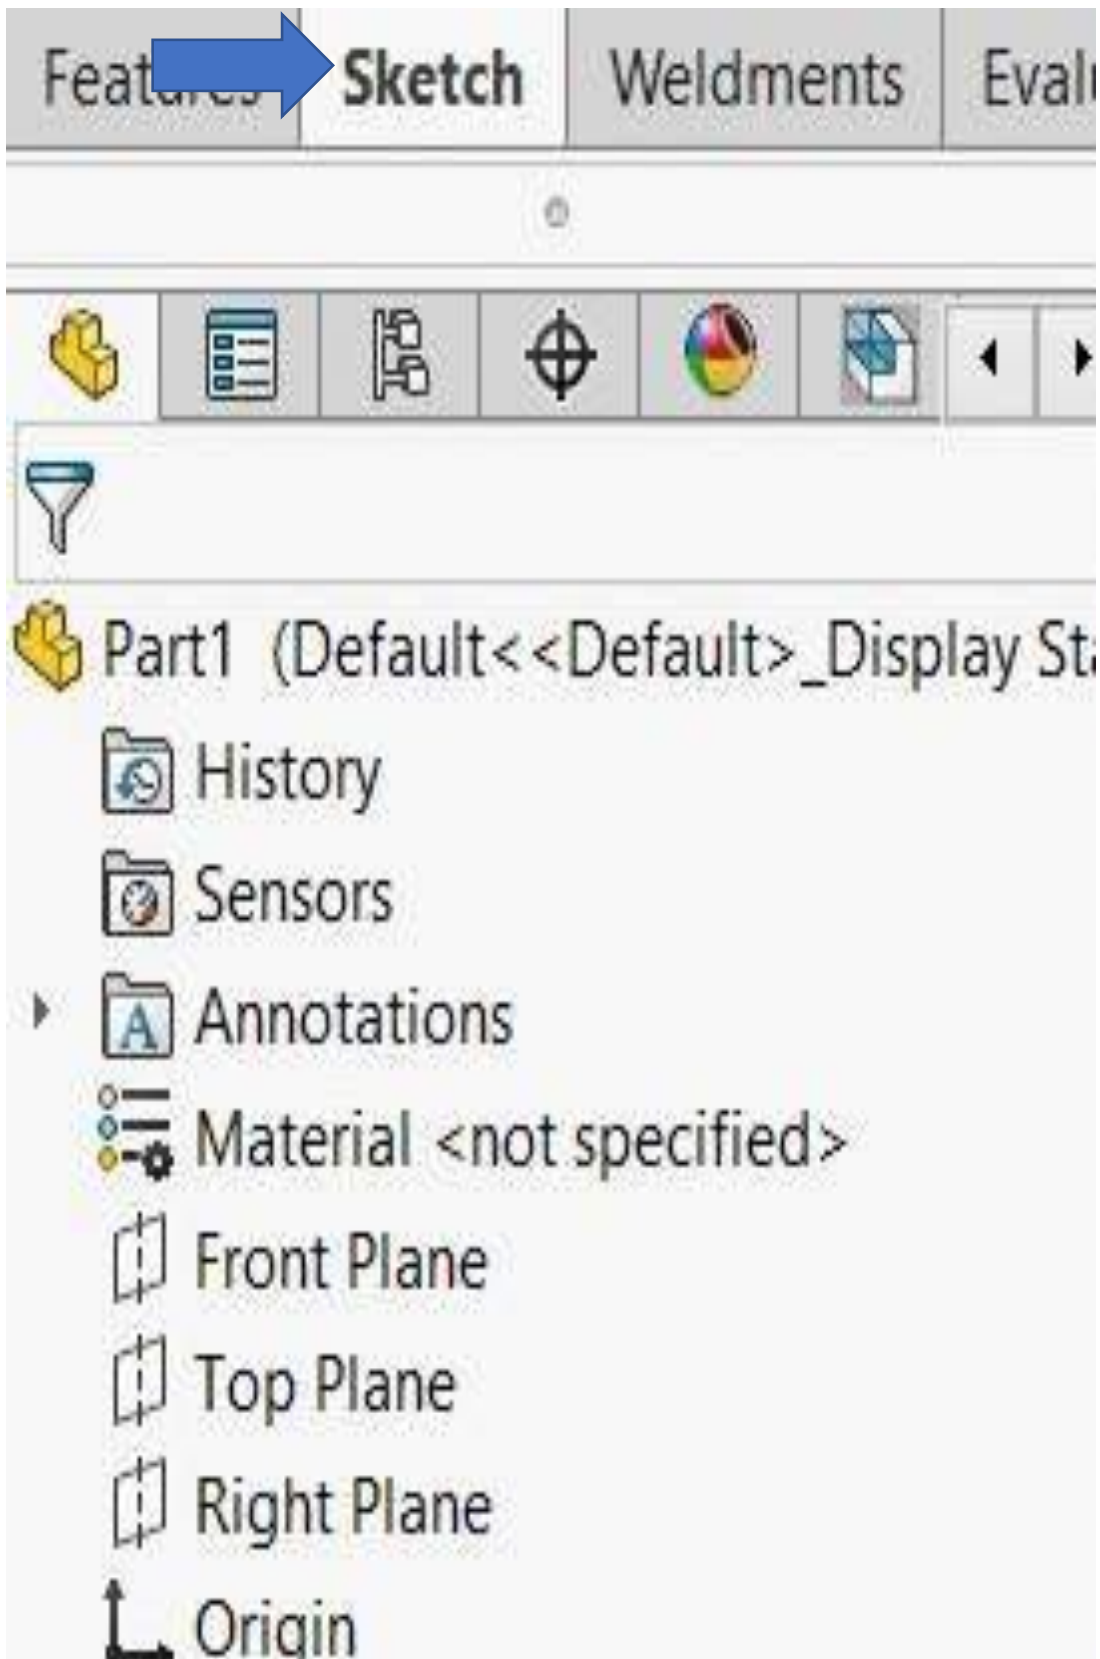 Features Sketch Weldments
Part1 (Default<<Default>_Display
History
Sensors
A Annotations
Material <not specified>
Front Plane
Top Plane
Right Plane
Origin